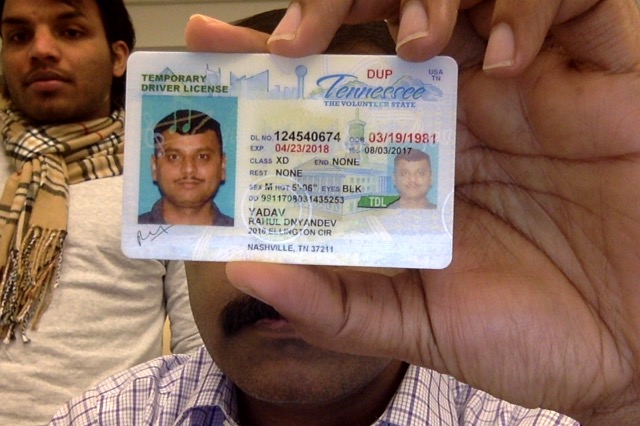 TEMPORARY
DRIVER LICENSE
DUP
USA
TN
Tennessee
THE VOLUNTEER STATE
DL NO. 124540674 DOB 03/19/1981
EXP 04/23/2018 ISS 08/03/2017
CLASS XD END NONE
REST NONE
SEX M HGT 5'-06" EYES BLK
DD 9911708031435253
TDL
YADAV
RAHUL DNYANDEV
2016 ELLINGTON CIR
NASHVILLE, TN 37211